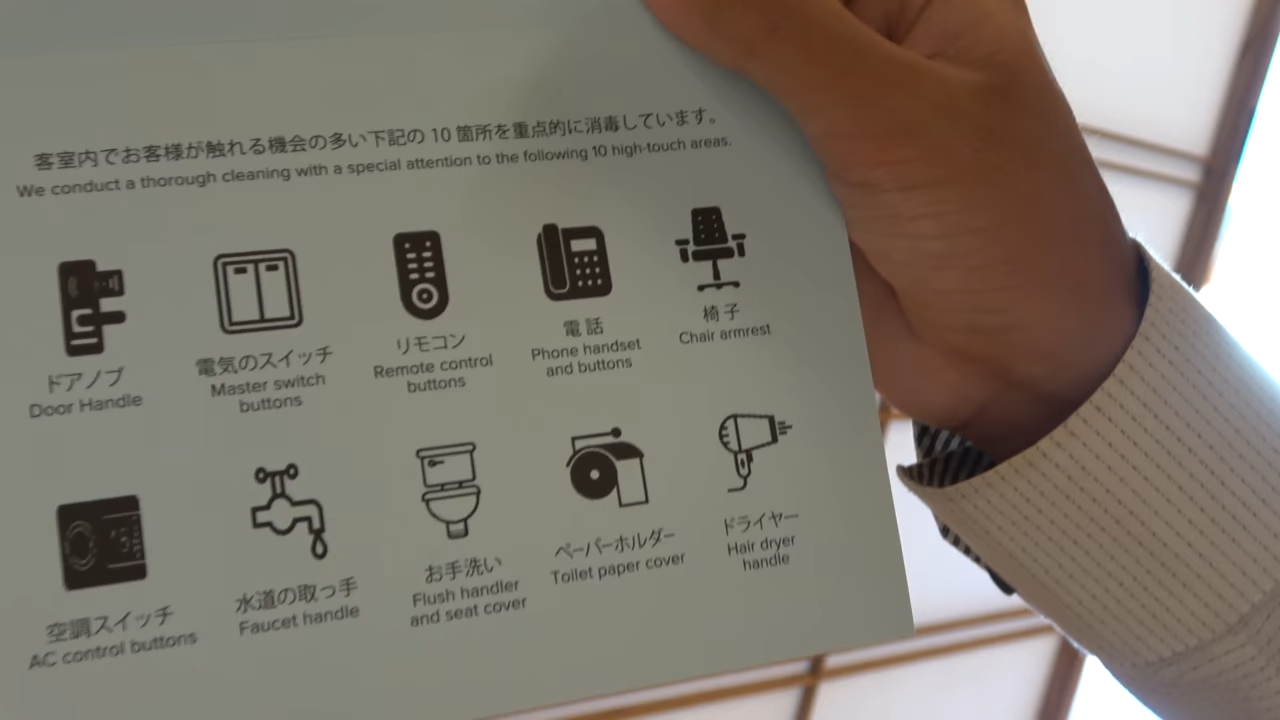 客室内でお客様が触れる機会の多い下記の 10 箇所を重点的に消毒しています。
We conduct a thorough cleaning with a special attention to the following 10 high-touch areas.
ドアノブ
Door Handle
電気のスイッチ
Master switch
buttons
リモコン
Remote control
buttons
電話
Phone handset
and buttons
椅子
Chair armrest
空調スイッチ
AC control buttons
水道の取っ手
Faucet handle
お手洗い
Flush handler
and seat cover
ペーパーホルダー
Toilet paper cover
ドライヤー
Hair dryer
handle